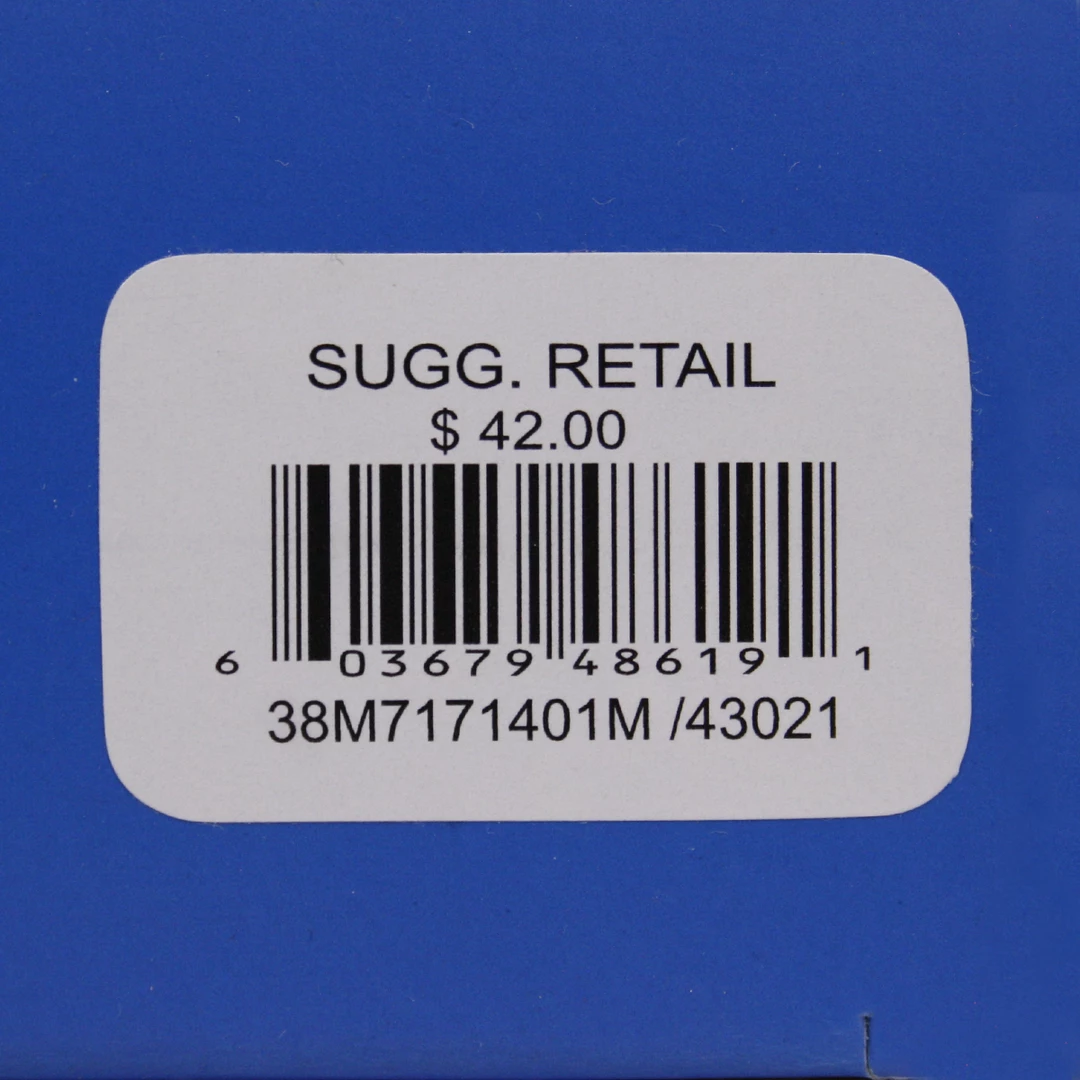 SUGG. RETAIL
$ 42.00
6 03679 48619 1
38M7171401M /43021